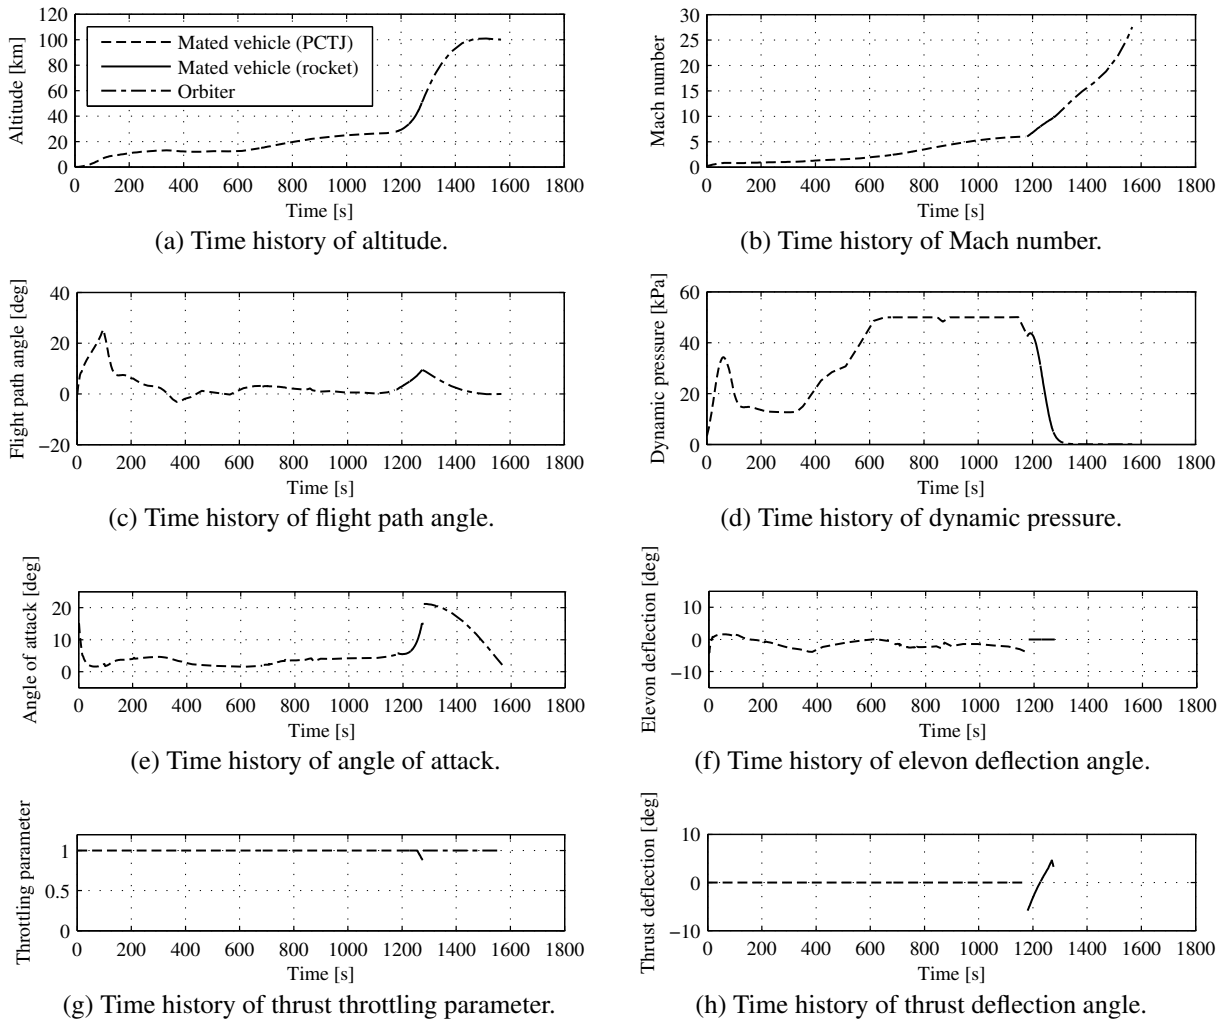 120
100
80
60
40
20
0
Altitude [km]
Mated vehicle (PCTJ)
Mated vehicle (rocket)
Orbiter
0 200 400 600 800 1000 1200 1400 1600 1800
Time [s]
(a) Time history of altitude.
30
25
20
15
10
5
0
Mach number
0 200 400 600 800 1000 1200 1400 1600 1800
Time [s]
(b) Time history of Mach number.
40
20
0
−20
Flight path angle [deg]
0 200 400 600 800 1000 1200 1400 1600 1800
Time [s]
(c) Time history of flight path angle.
60
40
20
0
Dynamic pressure [kPa]
0 200 400 600 800 1000 1200 1400 1600 1800
Time [s]
(d) Time history of dynamic pressure.
20
10
0
Angle of attack [deg]
0 200 400 600 800 1000 1200 1400 1600 1800
Time [s]
(e) Time history of angle of attack.
10
0
−10
Elevon deflection [deg]
0 200 400 600 800 1000 1200 1400 1600 1800
Time [s]
(f) Time history of elevon deflection angle.
1
0.5
0
Throttling parameter
0 200 400 600 800 1000 1200 1400 1600 1800
Time [s]
(g) Time history of thrust throttling parameter.
10
0
−10
Thrust deflection [deg]
0 200 400 600 800 1000 1200 1400 1600 1800
Time [s]
(h) Time history of thrust deflection angle.